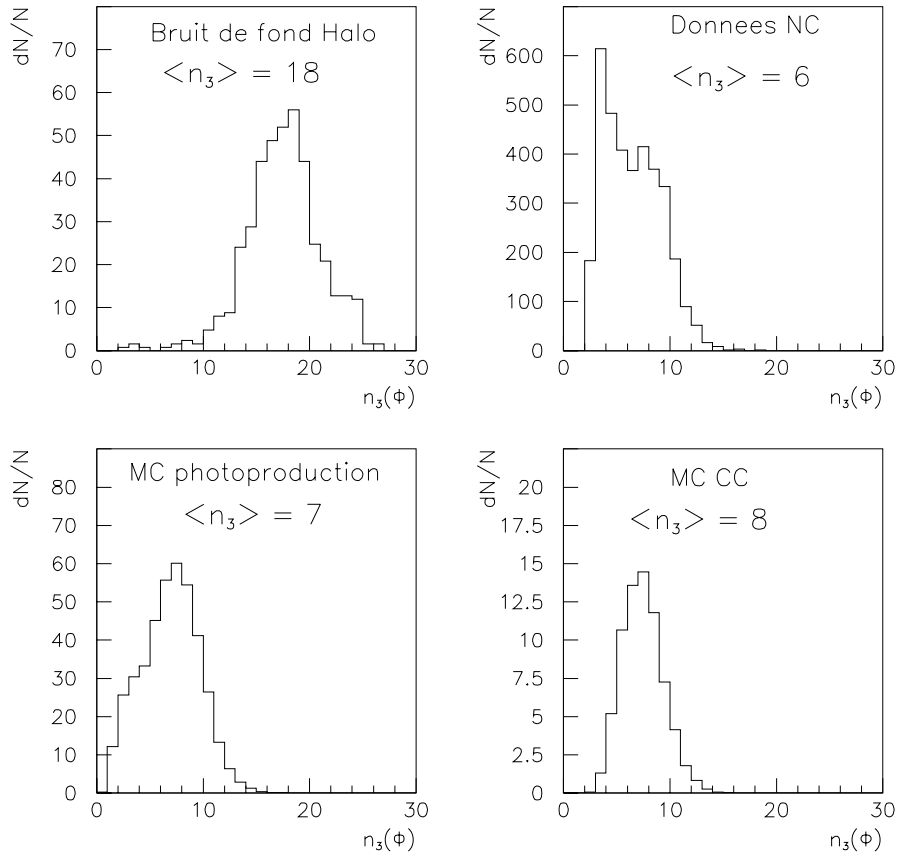 dN/N
Bruit de fond Halo
<n₃> = 18
70
60
50
40
30
20
10
0
0 10 20 30
n₃(Φ)
dN/N
Donnees NC
<n₃> = 6
600
500
400
300
200
100
0
0 10 20 30
n₃(Φ)
dN/N
MC photoproduction
<n₃> = 7
80
70
60
50
40
30
20
10
0
0 10 20 30
n₃(Φ)
dN/N
MC CC
<n₃> = 8
20
17.5
15
12.5
10
7.5
5
2.5
0
0 10 20 30
n₃(Φ)